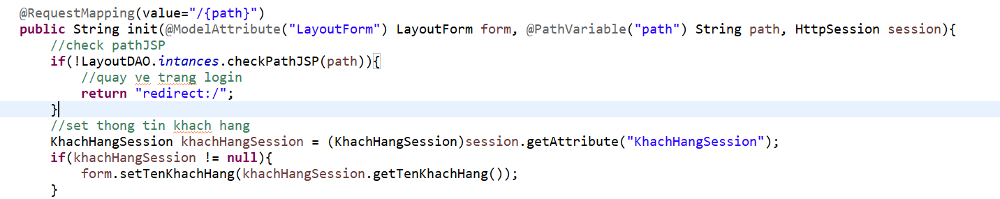 @RequestMapping(value="/{path}")
public String init(@ModelAttribute("LayoutForm") LayoutForm form, @PathVariable("path") String path, HttpSession session){
//check pathJSP
if(!LayoutDAO.intances.checkPathJSP(path)){
//quay ve trang login
return "redirect:/";
}
//set thong tin khach hang
KhachHangSession khachHangSession = (KhachHangSession)session.getAttribute("KhachHangSession");
if(khachHangSession != null){
form.setTenKhachHang(khachHangSession.getTenKhachHang());
}